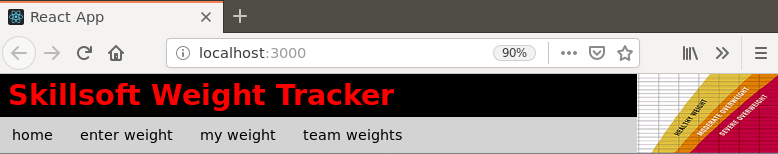 React App
localhost:3000
90%
Skillsoft Weight Tracker
home enter weight my weight team weights
HEALTHY WEIGHT
MODERATE OVERWEIGHT
SEVERE OVERWEIGHT